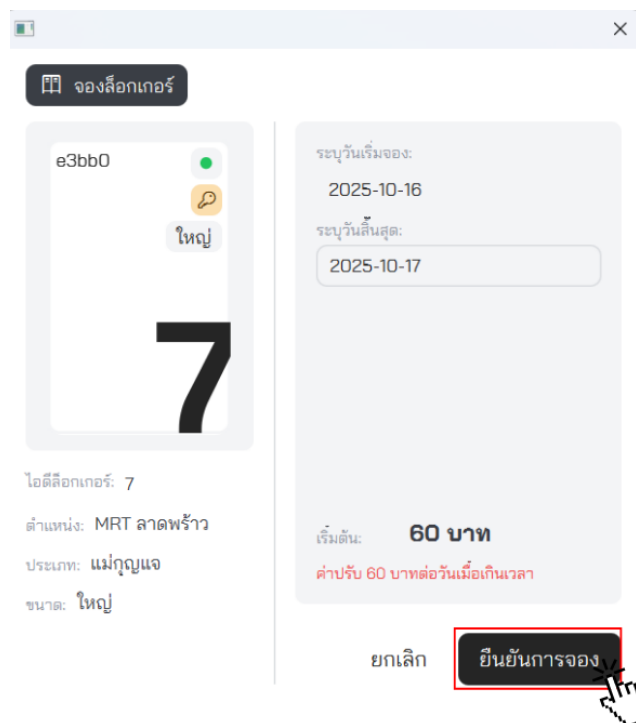 จองล็อกเกอร์
e3bb0
ใหญ่
7
ไอดีล็อกเกอร์: 7
ตำแหน่ง: MRT ลาดพร้าว
ประเภท: แม่กุญแจ
ขนาด: ใหญ่
ระบุวันเริ่มจอง:
2025-10-16
ระบุวันสิ้นสุด:
2025-10-17
เริ่มต้น: 60 บาท
ค่าปรับ 60 บาทต่อวันเมื่อเกินเวลา
ยกเลิก ยืนยันการจอง